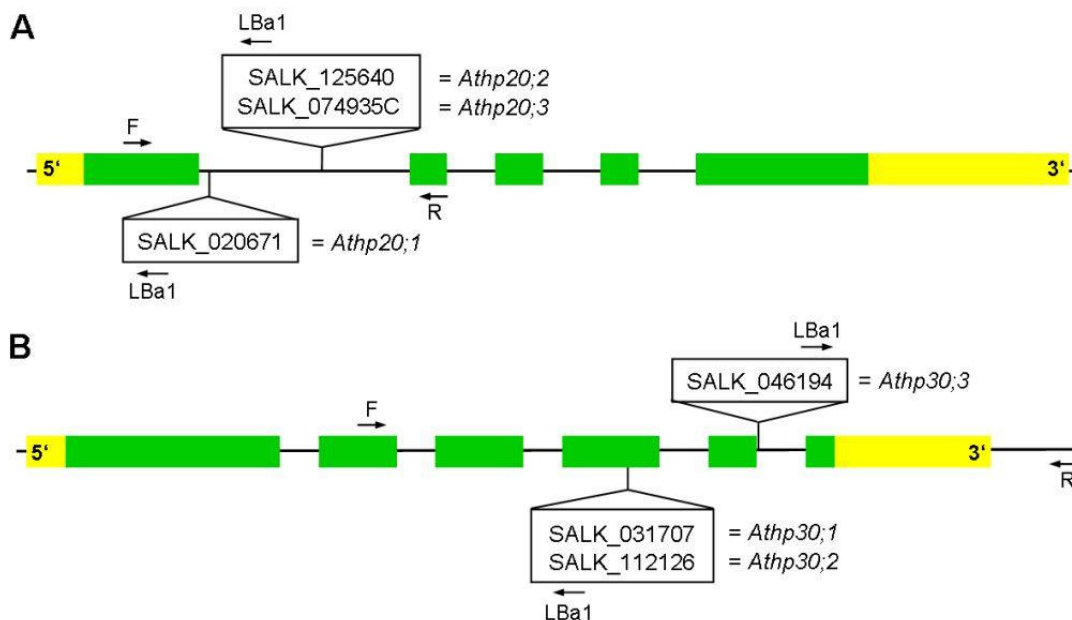 A
LBa1
SALK_125640 = Athp20;2
SALK_074935C = Athp20;3
F
5‘ 3‘
R
SALK_020671 = Athp20;1
LBa1
B
LBa1
SALK_046194 = Athp30;3
F
5‘ 3‘
R
SALK_031707 = Athp30;1
SALK_112126 = Athp30;2
LBa1